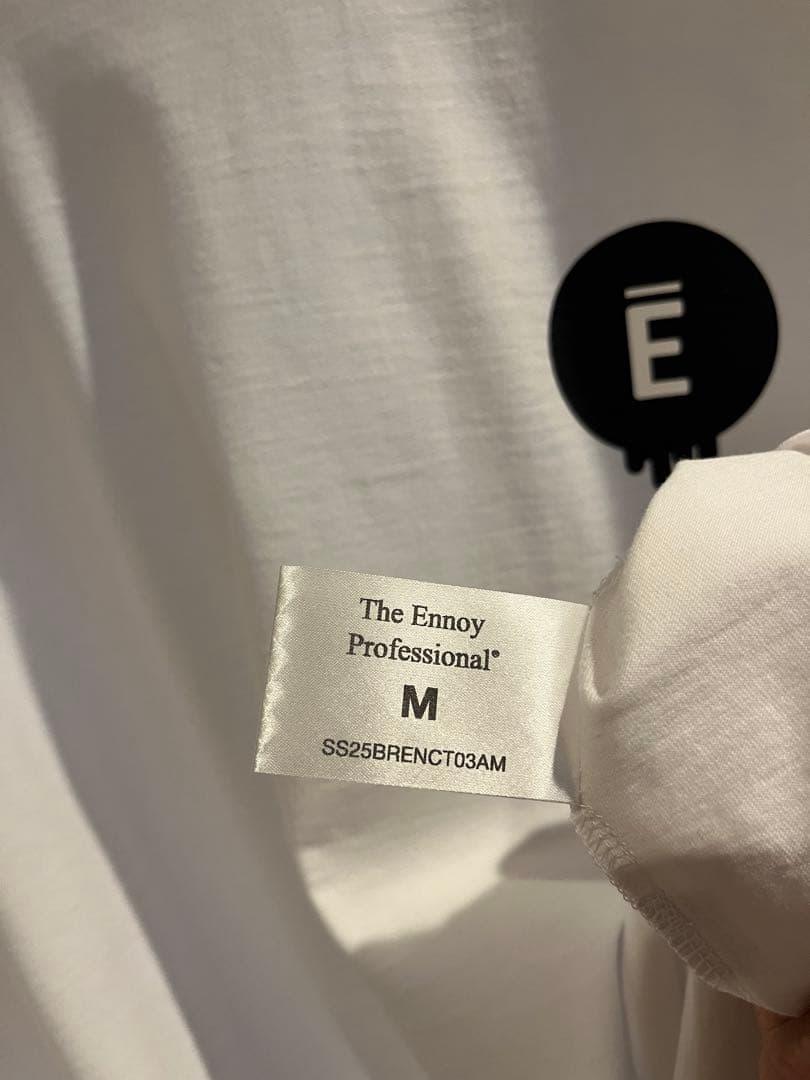 Ē
The Ennoy
Professional®
M
SS25BRENCT03AM